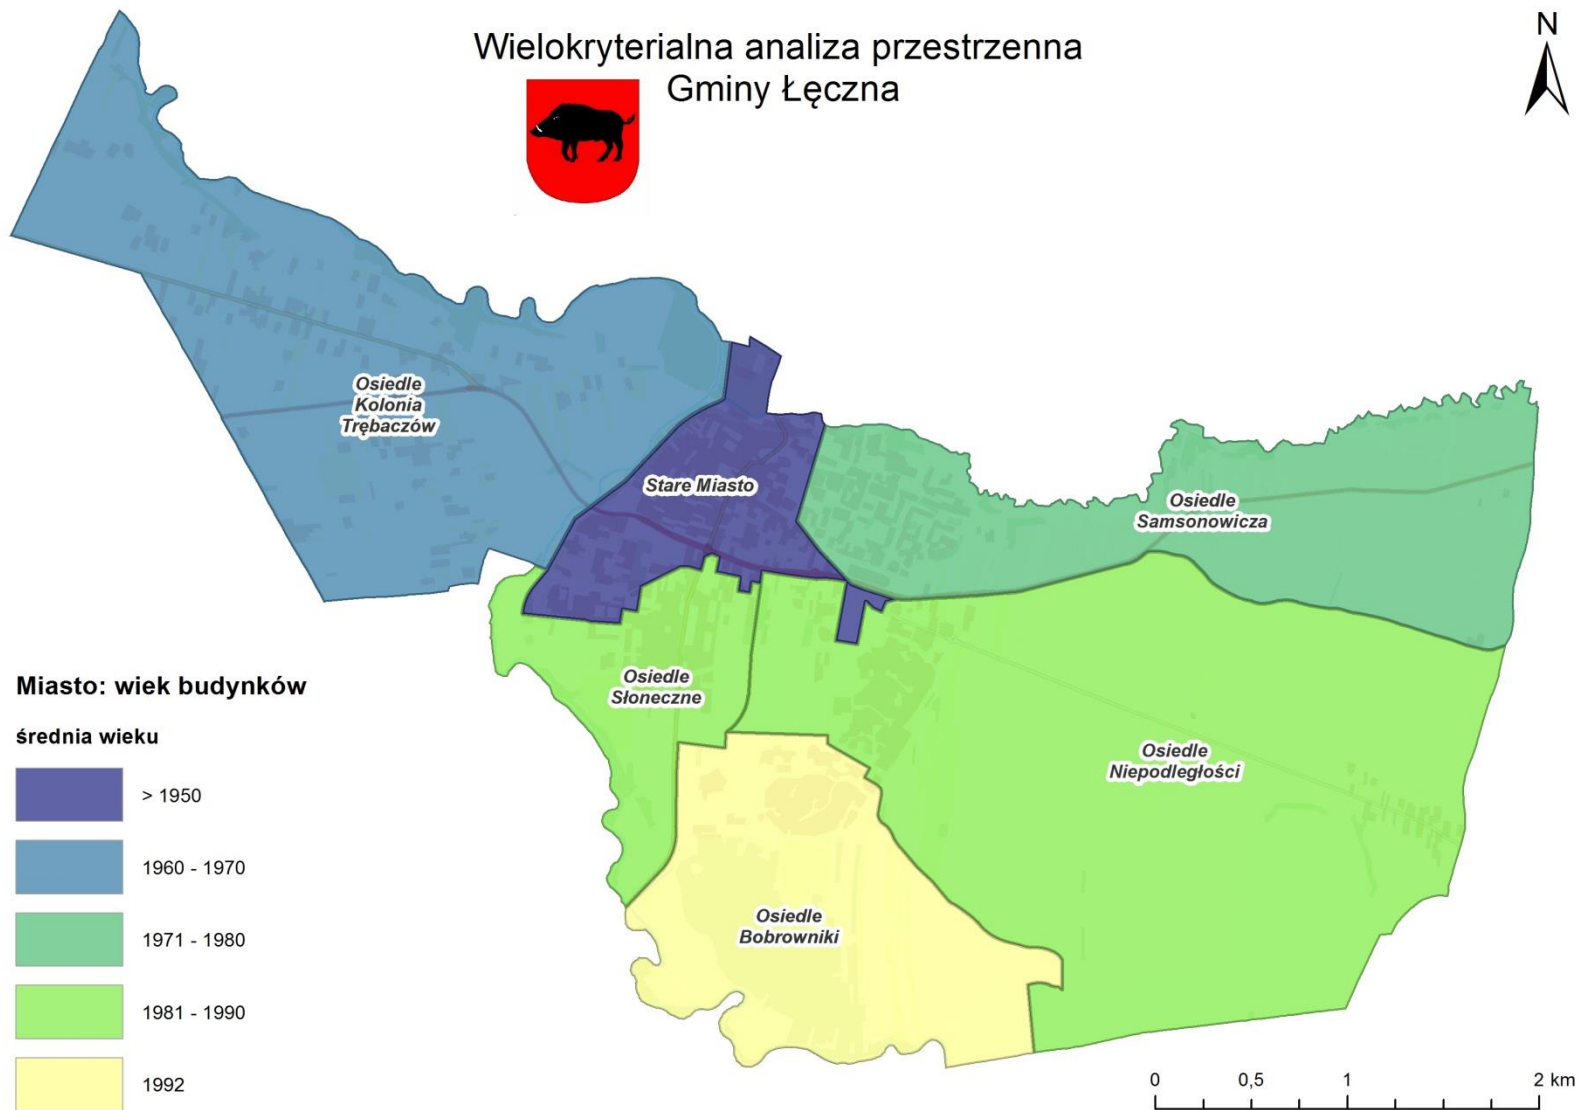 Wielokryterialna analiza przestrzenna
Gminy Łęczna
N
Osiedle
Kolonia
Trębaczów
Stare Miasto
Osiedle
Samsonowicza
Osiedle
Słoneczne
Osiedle
Niepodległości
Osiedle
Bobrowniki
Miasto: wiek budynków
średnia wieku
> 1950
1960 - 1970
1971 - 1980
1981 - 1990
1992
0 0,5 1 2 km